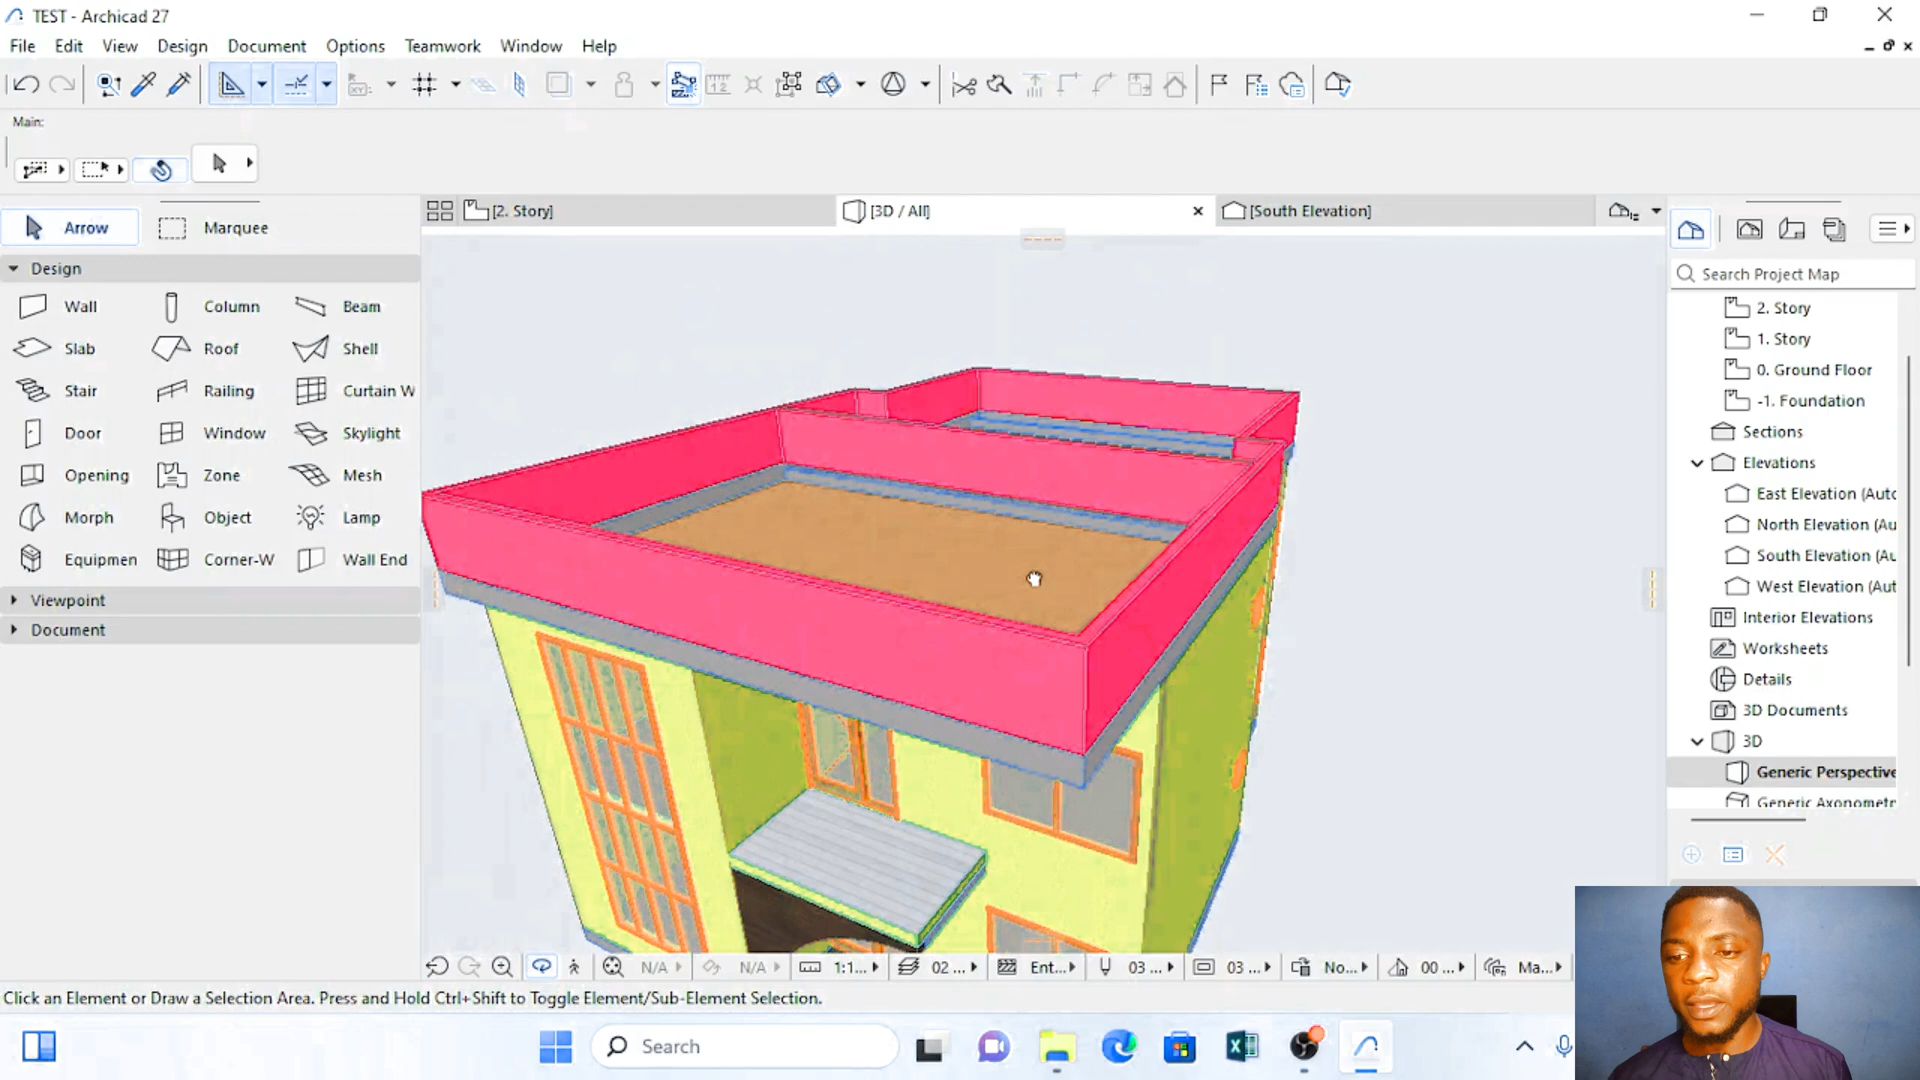 TEST - Archicad 27
File Edit View Design Document Options Teamwork Window Help
Main:
[2. Story] [3D / All] [South Elevation]
Arrow Marquee
Design
Wall Column Beam
Slab Roof Shell
Stair Railing Curtain W
Door Window Skylight
Opening Zone Mesh
Morph Object Lamp
Equipmen Corner-W Wall End
Viewpoint
Document
Search Project Map
2. Story
1. Story
0. Ground Floor
-1. Foundation
Sections
Elevations
East Elevation (Auto
North Elevation (Au
South Elevation (Au
West Elevation (Aut
Interior Elevations
Worksheets
Details
3D Documents
3D
Generic Perspective
Generic Axonometr
N/A N/A 1:1... 02 ... Ent... 03 ... 03 ... No... 00 ... Ma...
Click an Element or Draw a Selection Area. Press and Hold Ctrl+Shift to Toggle Element/Sub-Element Selection.
Search